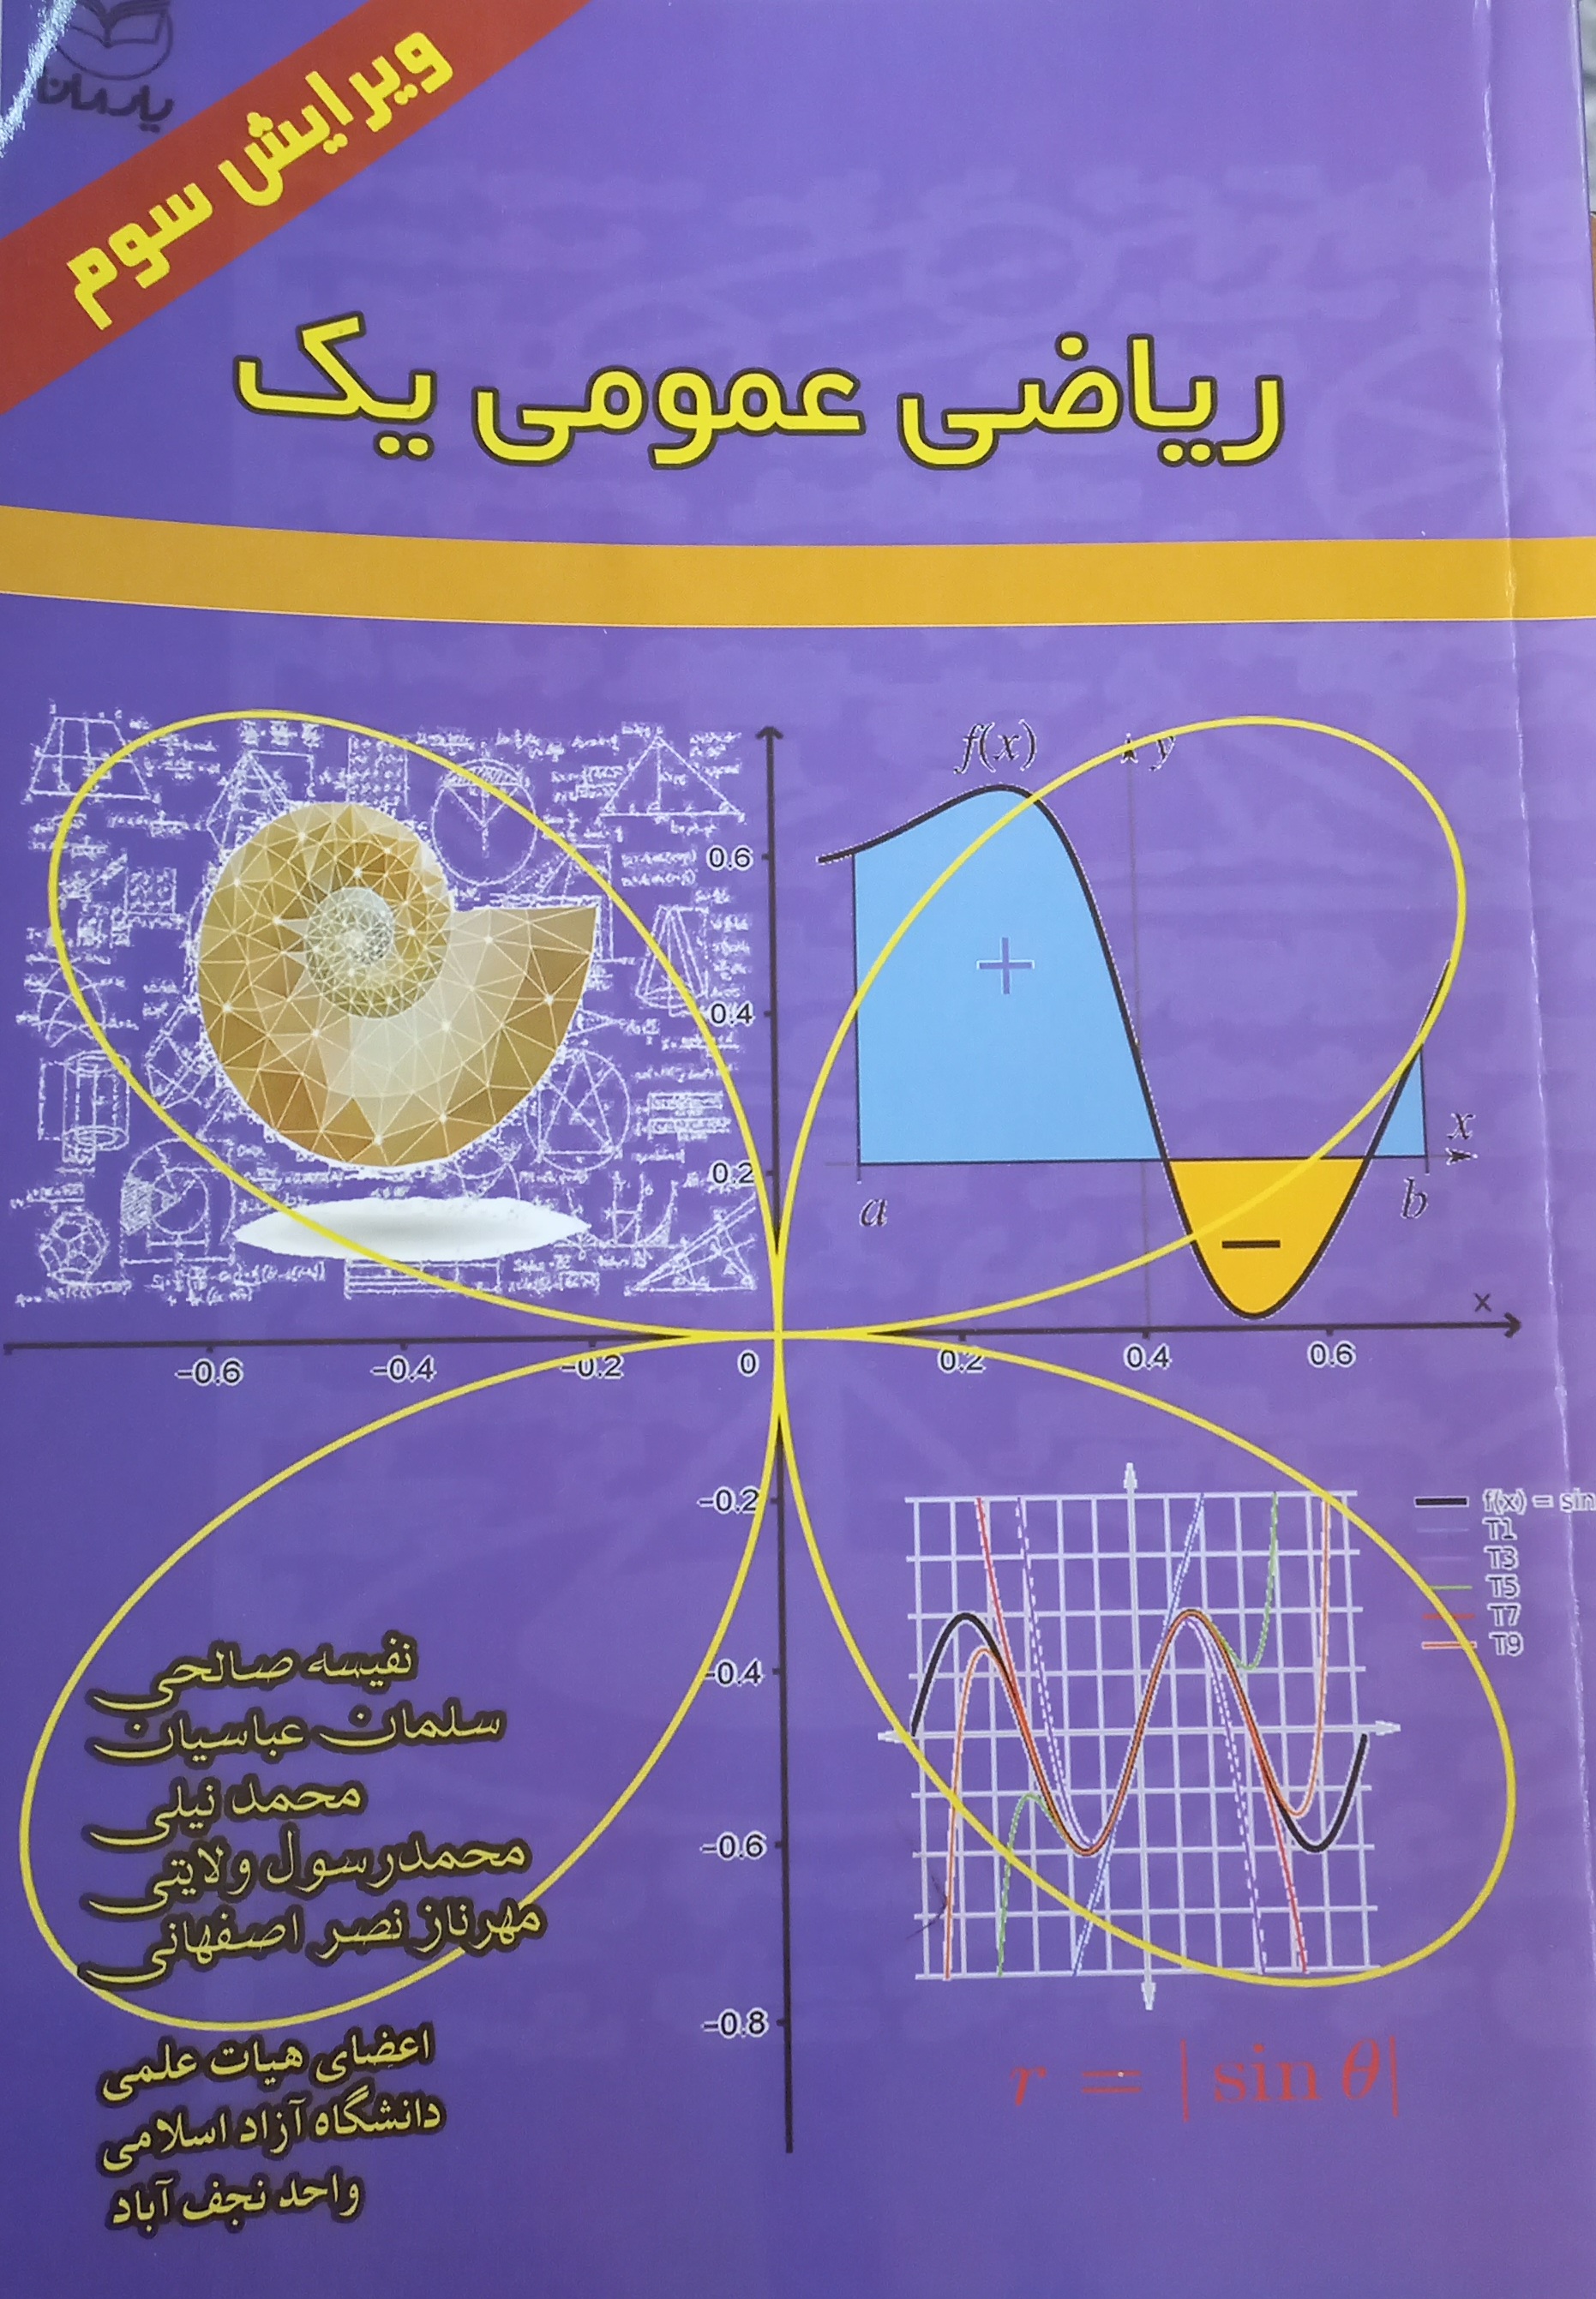 یارمانا
ویرایش سوم
ریاضی عمومی یک
f(x)
y
+
a
b
x
−
0.6
0.4
0.2
x
−0.6
−0.4
−0.2
0
0.2
0.4
0.6
−0.2
−0.4
−0.6
−0.8
f(x) = sin
T1
T3
T5
T7
T9
نفیسه صالحی
سلمان عباسیان
محمد نیلی
محمدرسول ولایتی
مهرناز نصر اصفهانی
اعضای هیات علمی
دانشگاه آزاد اسلامی
واحد نجف آباد
r = | sin θ|